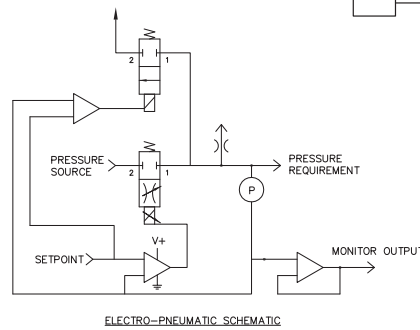 2 1
PRESSURE
SOURCE
2 1
PRESSURE
REQUIREMENT
P
V+
SETPOINT
MONITOR OUTPUT
ELECTRO-PNEUMATIC SCHEMATIC